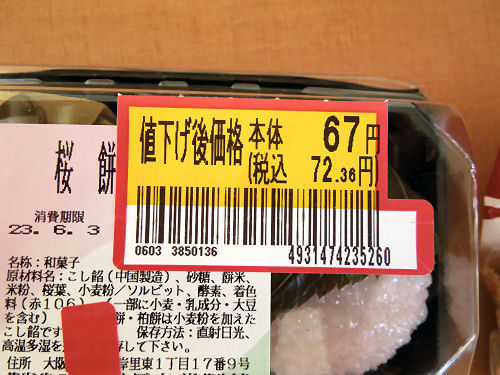 値下げ後価格 本体 67円
(税込 72.36円)
0603 3850136
4931474235260
桜 餅
消費期限
23. 6. 3
名称:和菓子
原材料名:こし餡(中国製造)、砂糖、餅米、
米粉、桜葉、小麦粉/ソルビット、酵素、着色
料(赤106) (一部に小麦・乳成分・大豆
を含む) 餅・柏餅は小麦粉を加えた
こし餡です 保存方法:直射日光、
高温多湿を 存して下さい。
住所 大阪 岸里東1丁目17番9号